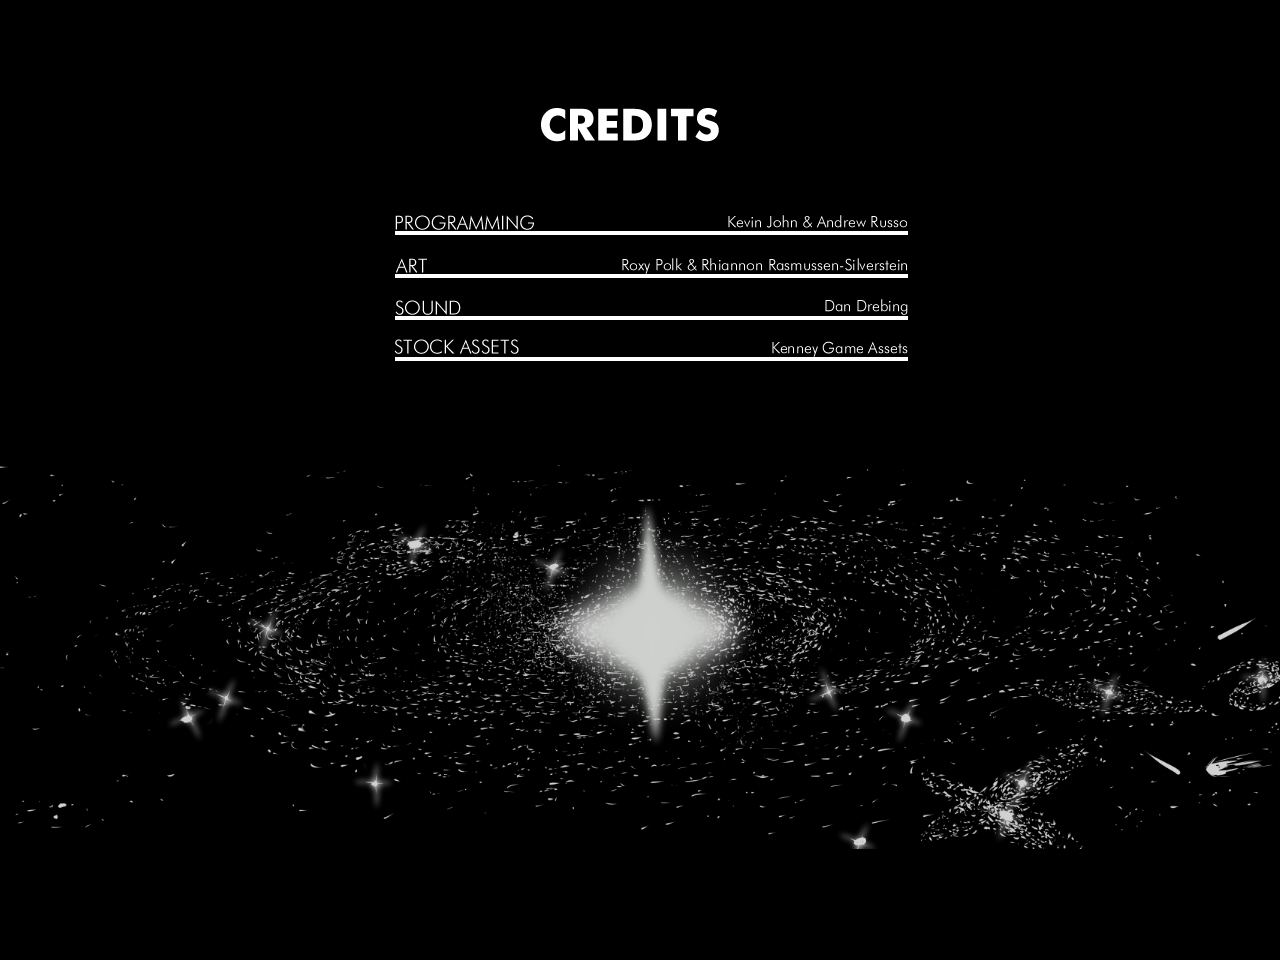 CREDITS
PROGRAMMING Kevin John & Andrew Russo
ART Roxy Polk & Rhiannon Rasmussen-Silverstein
SOUND Dan Drebing
STOCK ASSETS Kenney Game Assets